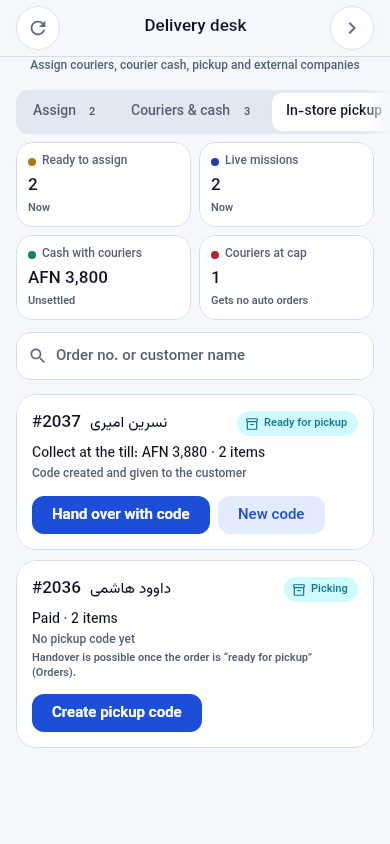 Delivery desk
Assign couriers, courier cash, pickup and external companies
Assign 2 Couriers & cash 3 In-store pickup
Ready to assign
2
Now
Live missions
2
Now
Cash with couriers
AFN 3,800
Unsettled
Couriers at cap
1
Gets no auto orders
Order no. or customer name
#2037 نسرین امیری Ready for pickup
Collect at the till: AFN 3,880 · 2 items
Code created and given to the customer
Hand over with code New code
#2036 داوود هاشمی Picking
Paid · 2 items
No pickup code yet
Handover is possible once the order is “ready for pickup”
(Orders).
Create pickup code